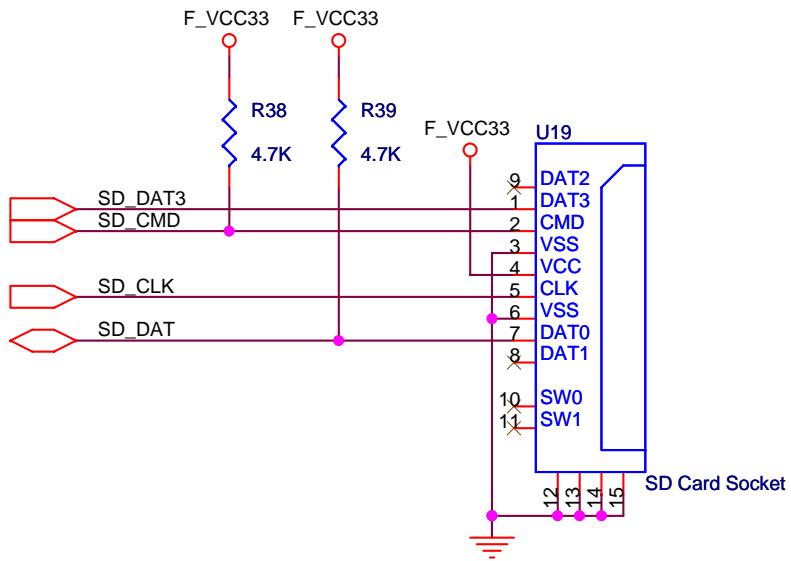 F_VCC33 F_VCC33
R38 R39
F_VCC33 U19
4.7K 4.7K
9 DAT2
SD_DAT3 1 DAT3
SD_CMD 2 CMD
3 VSS
4 VCC
SD_CLK 5 CLK
6 VSS
SD_DAT 7 DAT0
8 DAT1
10 SW0
11 SW1
12 13 14 15 SD Card Socket